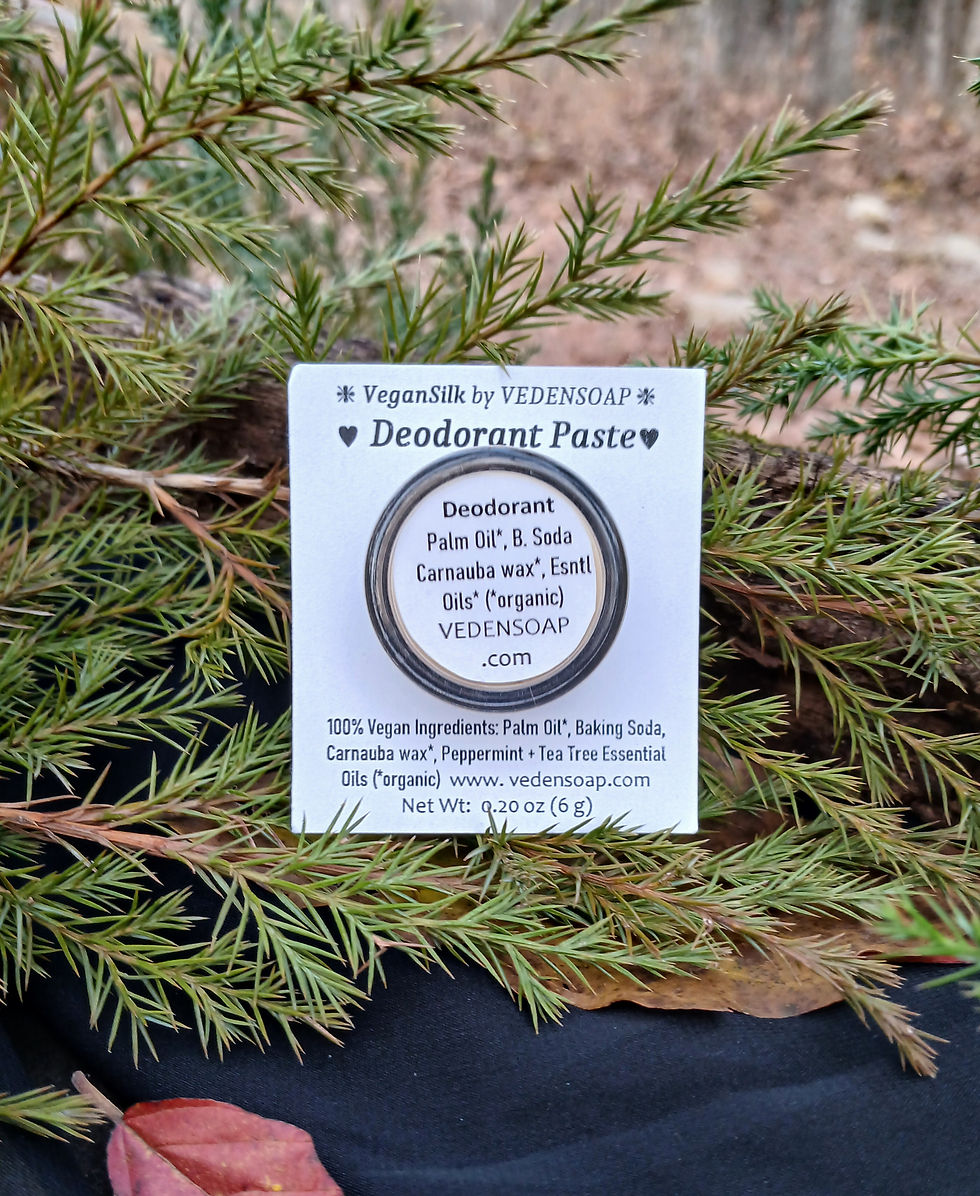 VeganSilk by VEDENSOAP
Deodorant Paste
Deodorant
Palm Oil*, B. Soda
Carnauba wax*, Esntl
Oils* (*organic)
VEDENSOAP
.com
100% Vegan Ingredients: Palm Oil*, Baking Soda,
Carnauba wax*, Peppermint + Tea Tree Essential
Oils (*organic) www. vedensoap.com
Net Wt: 0.20 oz (6 g)